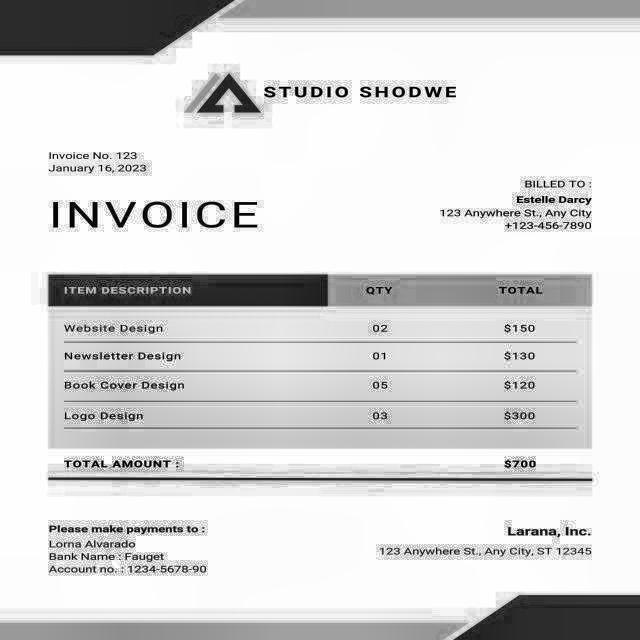 STUDIO SHODWE
Invoice No. 123
January 16, 2023
INVOICE
BILLED TO :
Estelle Darcy
123 Anywhere St., Any City
+123-456-7890
ITEM DESCRIPTION QTY TOTAL
Website Design 02 $150
Newsletter Design 01 $130
Book Cover Design 05 $120
Logo Design 03 $300
TOTAL AMOUNT : $700
Please make payments to :
Lorna Alvarado
Bank Name : Fauget
Account no. : 1234-5678-90
Larana, Inc.
123 Anywhere St., Any City, ST 12345